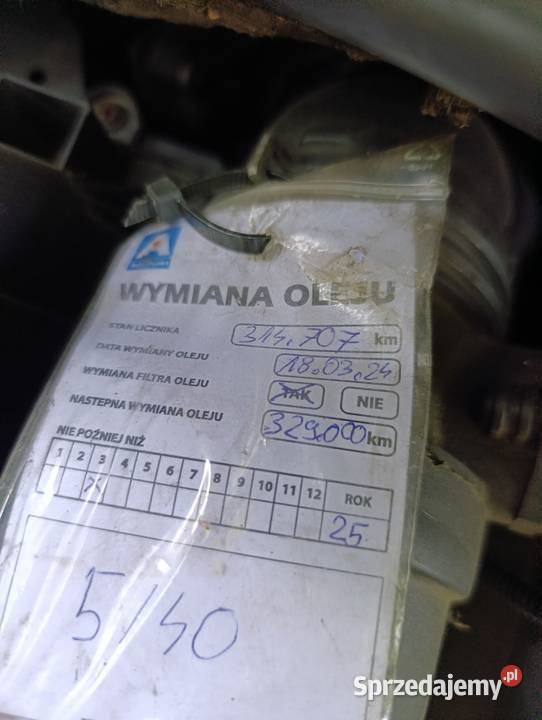 WYMIANA OLEJU
STAN LICZNIKA 314.707 km
DATA WYMIANY OLEJU 18.03.24
WYMIANA FILTRA OLEJU TAK NIE
NASTEPNA WYMIANA OLEJU 329.000 km
NIE POŹNIEJ NIŻ
1 2 3 4 5 6 7 8 9 10 11 12 ROK
X 25
5/40
Sprzedajemy.pl